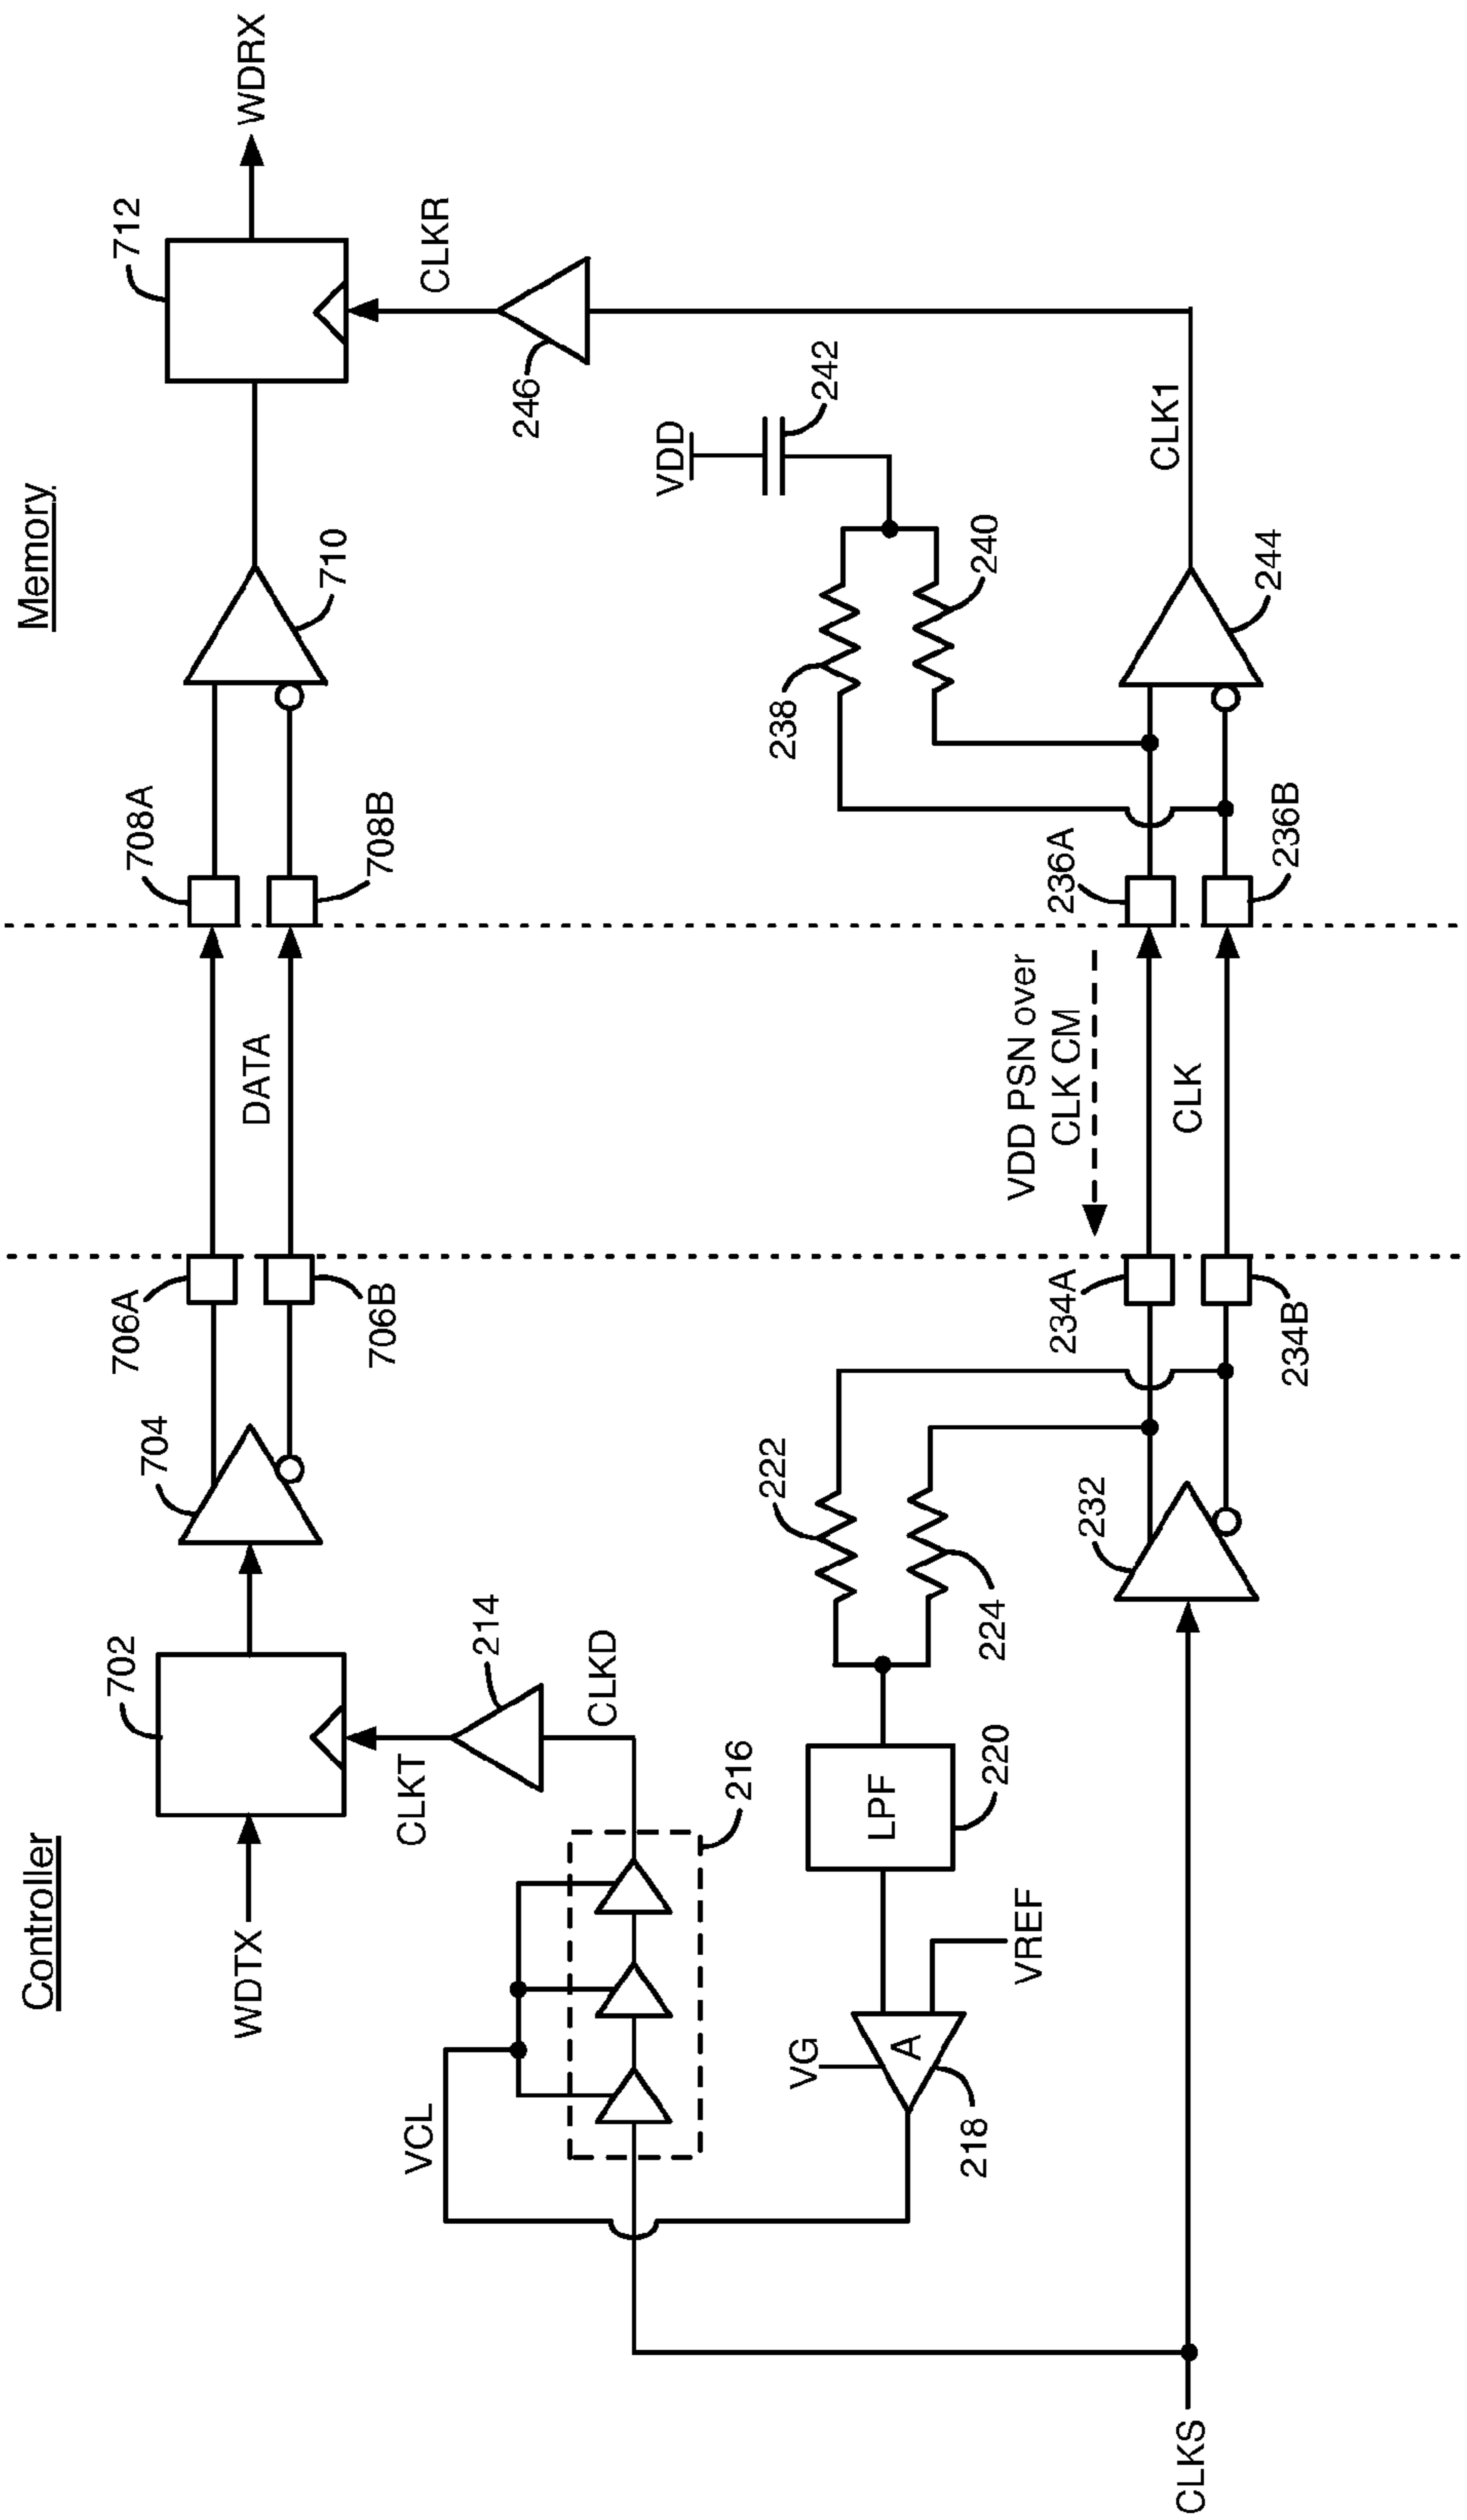 Controller
Memory
WDTX
702
704
706A
706B
DATA
708A
708B
710
712
WDRX
CLKT
214
CLKD
VCL
216
CLKR
246
VG
A
218
VREF
LPF
220
222
224
VDD PSN over
CLK CM
238
240
VDD
242
CLKS
232
234A
234B
CLK
236A
236B
244
CLK1